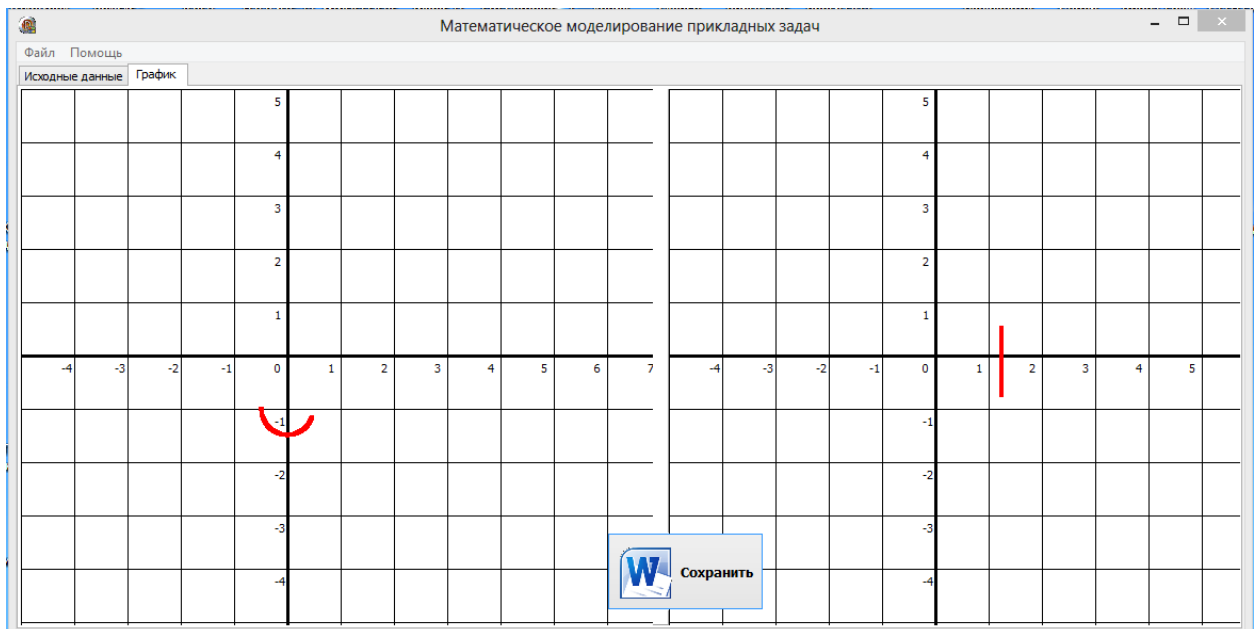 Математическое моделирование прикладных задач
Файл Помощь
Исходные данные График
5 5
4 4
3 3
2 2
1 1
-4 -3 -2 -1 0 1 2 3 4 5 6 7 -4 -3 -2 -1 0 1 2 3 4 5
-1 -1
-2 -2
-3 -3
W Сохранить
-4 -4